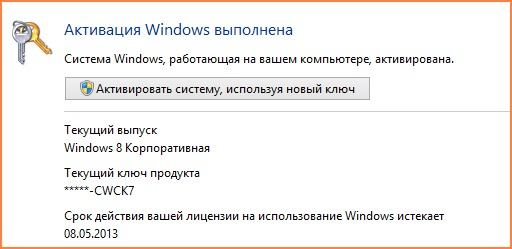 Активация Windows выполнена
Система Windows, работающая на вашем компьютере, активирована.
Активировать систему, используя новый ключ
Текущий выпуск
Windows 8 Корпоративная
Текущий ключ продукта
*****-CWCK7
Срок действия вашей лицензии на использование Windows истекает
08.05.2013